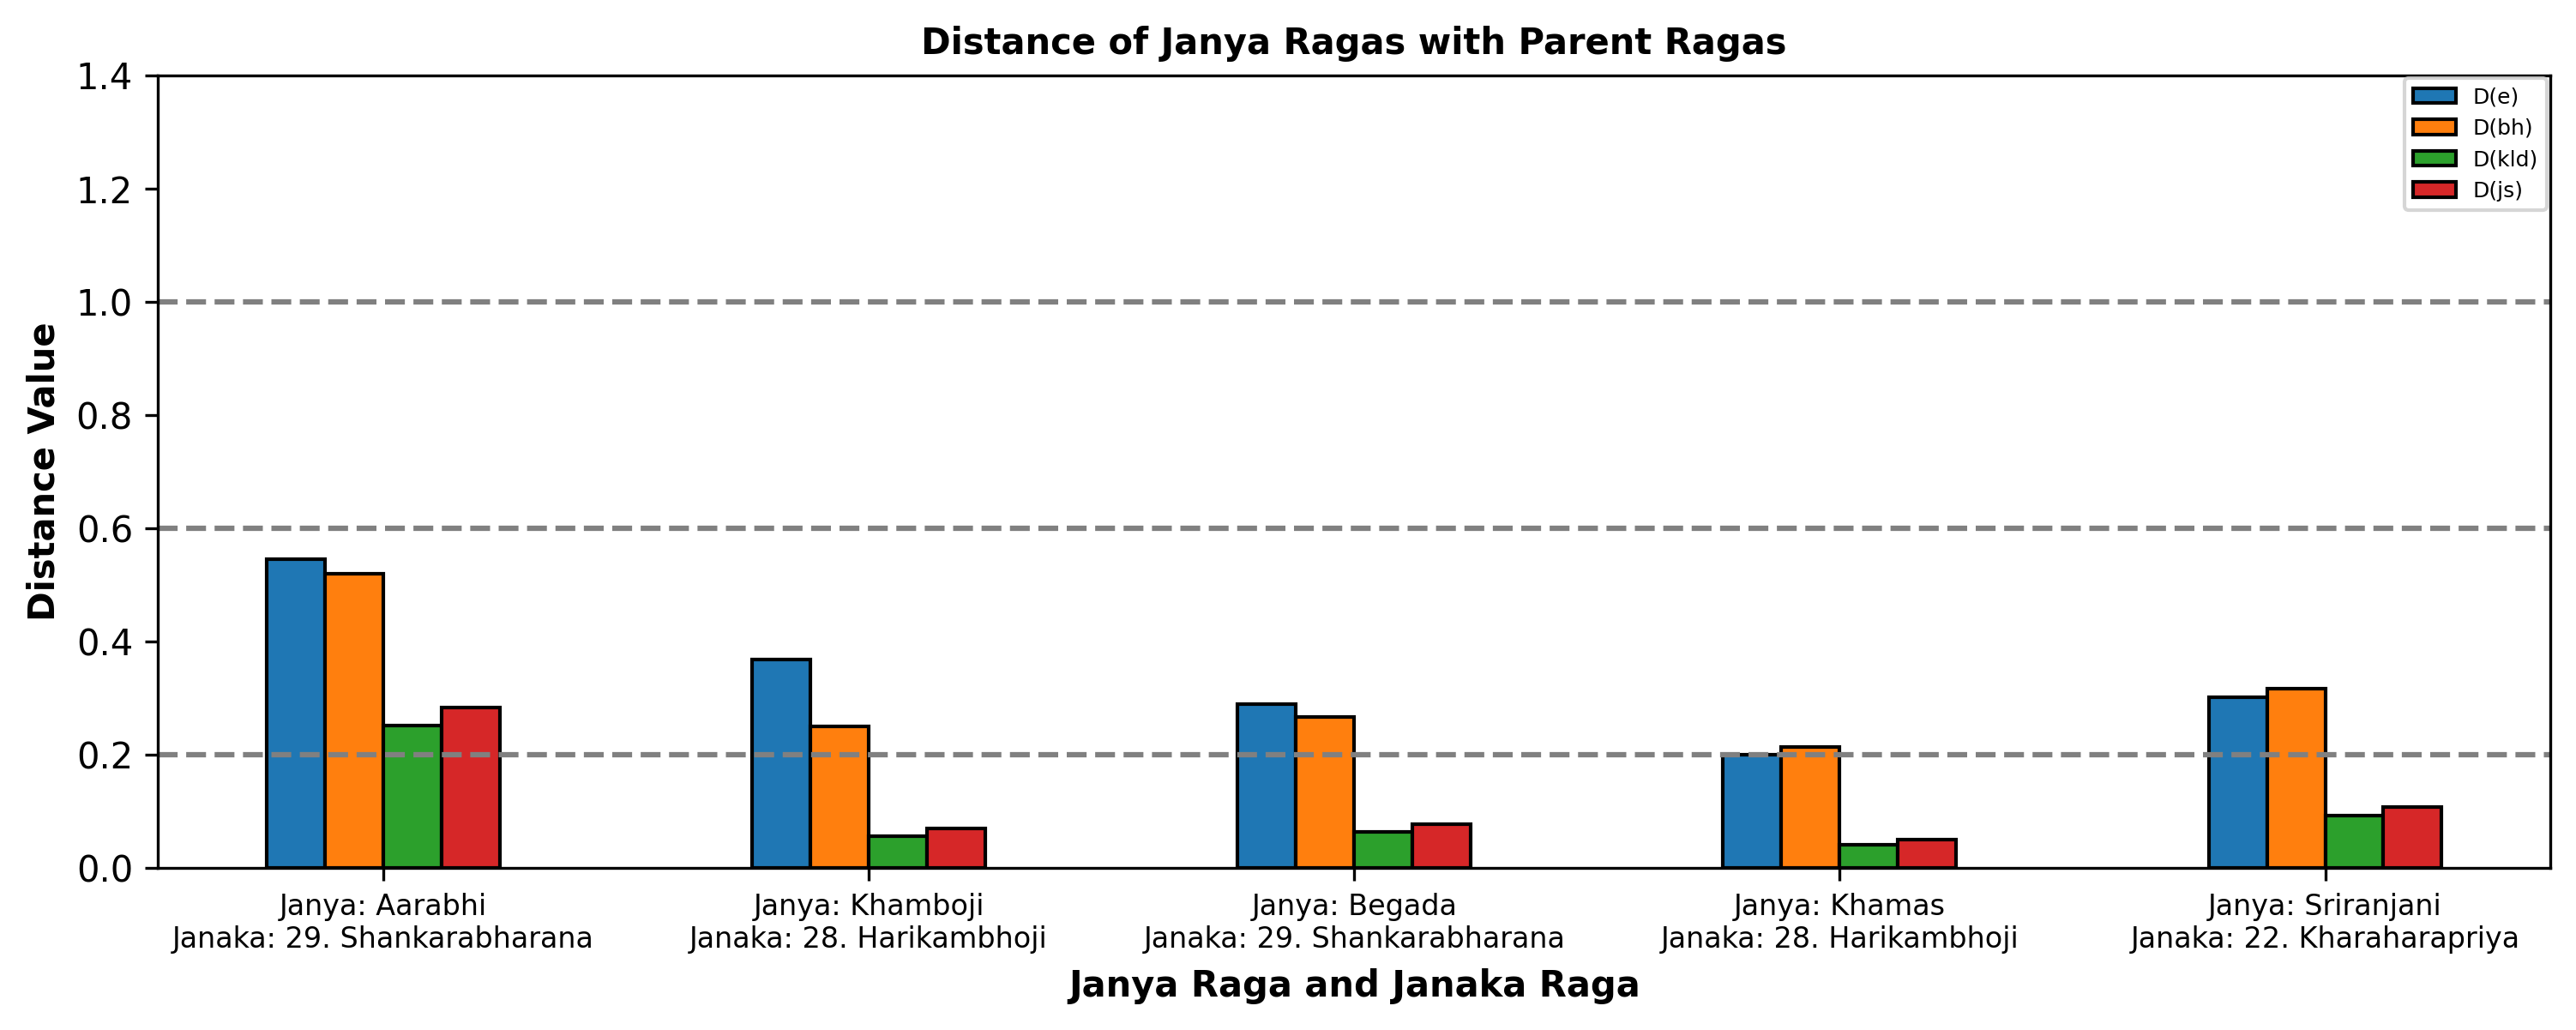 Distance of Janya Ragas with Parent Ragas
1.4
1.2
1.0
0.8
0.6
0.4
0.2
0.0
Distance Value
D(e)
D(bh)
D(kld)
D(js)
Janya: Aarabhi
Janaka: 29. Shankarabharana
Janya: Khamboji
Janaka: 28. Harikambhoji
Janya: Begada
Janaka: 29. Shankarabharana
Janya: Khamas
Janaka: 28. Harikambhoji
Janya: Sriranjani
Janaka: 22. Kharaharapriya
Janya Raga and Janaka Raga